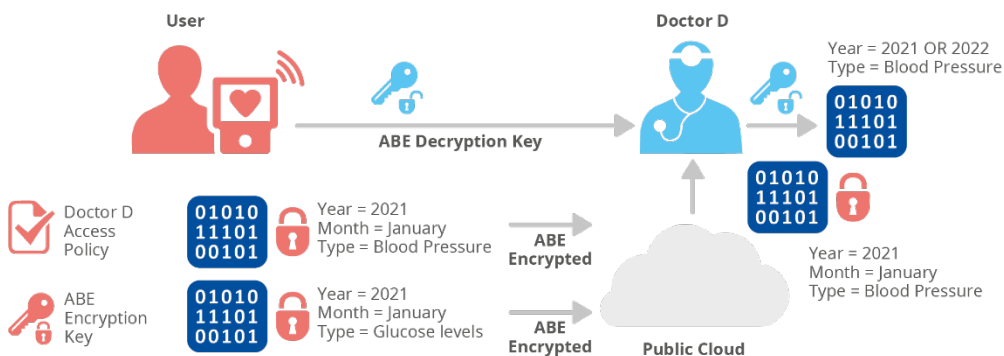 User
Doctor D
Year = 2021 OR 2022
Type = Blood Pressure
01010
11101
00101
ABE Decryption Key
01010
11101
00101
Doctor D
Access
Policy
01010
11101
00101
Year = 2021
Month = January
Type = Blood Pressure
ABE
Encrypted
Year = 2021
Month = January
Type = Blood Pressure
ABE
Encryption
Key
01010
11101
00101
Year = 2021
Month = January
Type = Glucose levels
ABE
Encrypted
Public Cloud